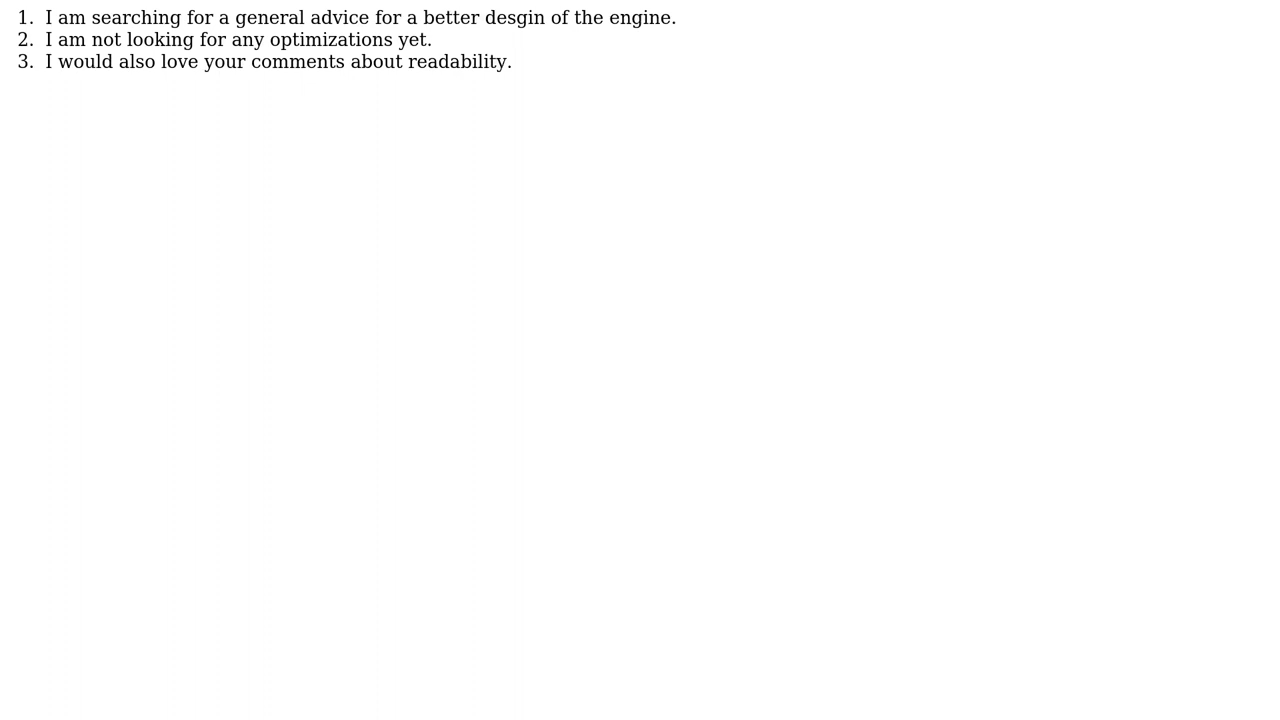 1. I am searching for a general advice for a better desgin of the engine.
2. I am not looking for any optimizations yet.
3. I would also love your comments about readability.